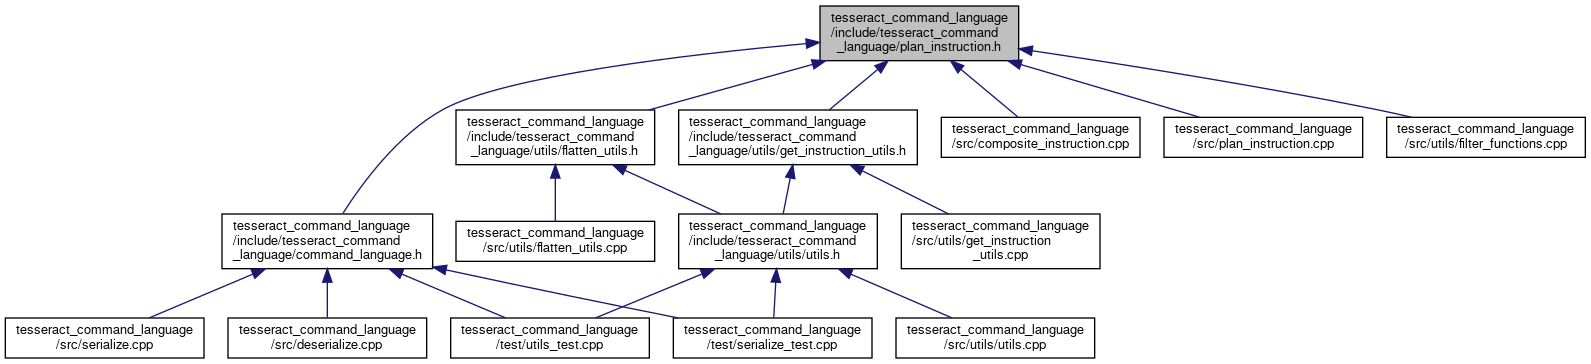 tesseract_command_language
/include/tesseract_command
_language/plan_instruction.h
tesseract_command_language
/include/tesseract_command
_language/utils/flatten_utils.h
tesseract_command_language
/include/tesseract_command
_language/utils/get_instruction_utils.h
tesseract_command_language
/src/composite_instruction.cpp
tesseract_command_language
/src/plan_instruction.cpp
tesseract_command_language
/src/utils/filter_functions.cpp
tesseract_command_language
/include/tesseract_command
_language/command_language.h
tesseract_command_language
/src/utils/flatten_utils.cpp
tesseract_command_language
/include/tesseract_command
_language/utils/utils.h
tesseract_command_language
/src/utils/get_instruction
_utils.cpp
tesseract_command_language
/src/serialize.cpp
tesseract_command_language
/src/deserialize.cpp
tesseract_command_language
/test/utils_test.cpp
tesseract_command_language
/test/serialize_test.cpp
tesseract_command_language
/src/utils/utils.cpp